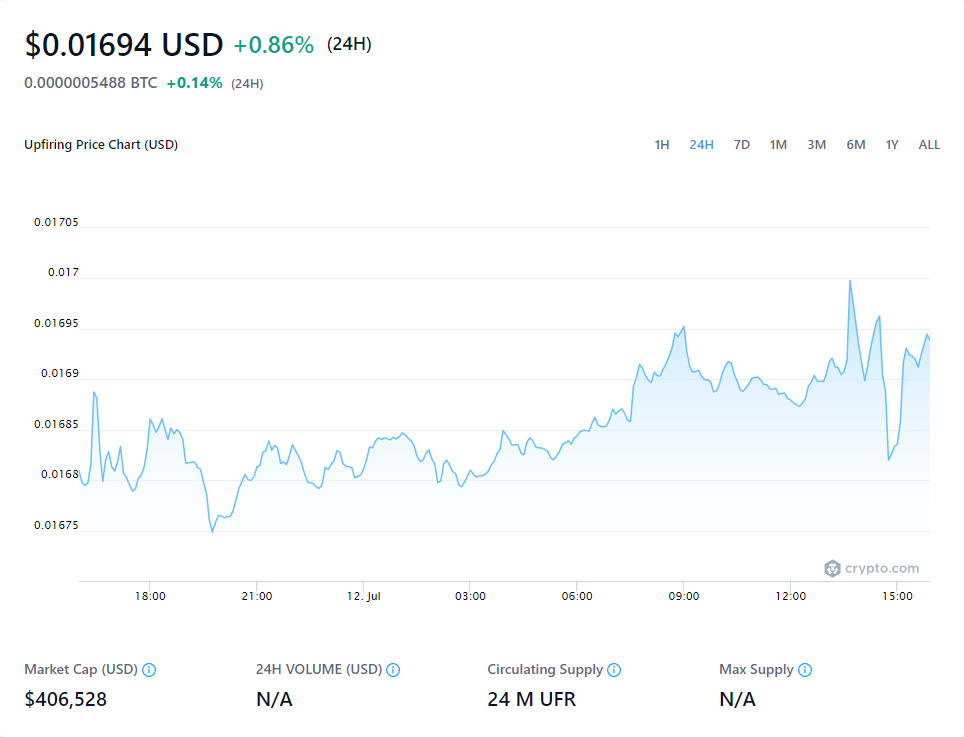 $0.01694 USD +0.86% (24H)
0.0000005488 BTC +0.14% (24H)
Upfiring Price Chart (USD) 1H 24H 7D 1M 3M 6M 1Y ALL
0.01705
0.017
0.01695
0.0169
0.01685
0.0168
0.01675
crypto.com
18:00 21:00 12. Jul 03:00 06:00 09:00 12:00 15:00
Market Cap (USD) 24H VOLUME (USD) Circulating Supply Max Supply
$406,528 N/A 24 M UFR N/A